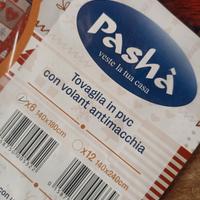 Pashà
veste la tua casa
Tovaglia in pvc
con volant antimacchia
x6 140x180cm
x12 140x240cm